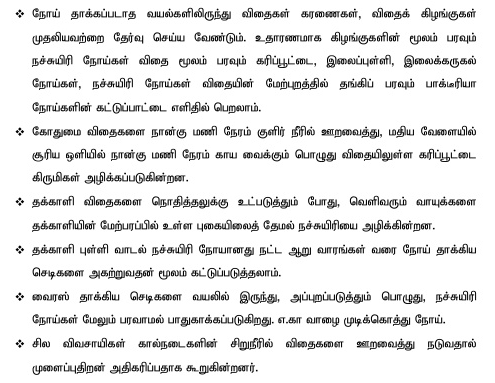 ❖ நோய் தாக்கப்படாத வயல்களிலிருந்து விதைகள் கரணைகள், விதைக் கிழங்குகள்
முதலியவற்றை தேர்வு செய்ய வேண்டும். உதாரணமாக கிழங்குகளின் மூலம் பரவும்
நச்சுயிரி நோய்கள் விதை மூலம் பரவும் கரிப்பூட்டை, இலைப்புள்ளி, இலைக்கருகல்
நோய்கள், நச்சுயிரி நோய்கள் விதையின் மேற்புறத்தில் தங்கிப் பரவும் பாக்டீரியா
நோய்களின் கட்டுப்பாட்டை எளிதில் பெறலாம்.
❖ கோதுமை விதைகளை நான்கு மணி நேரம் குளிர் நீரில் ஊறவைத்து, மதிய வேளையில்
சூரிய ஒளியில் நான்கு மணி நேரம் காய வைக்கும் பொழுது விதையிலுள்ள கரிப்பூட்டை
கிருமிகள் அழிக்கப்படுகின்றன.
❖ தக்காளி விதைகளை நொதித்தலுக்கு உட்படுத்தும் போது, வெளிவரும் வாயுக்களை
தக்காளியின் மேற்பரப்பில் உள்ள புகையிலைத் தேமல் நச்சுயிரியை அழிக்கின்றன.
❖ தக்காளி புள்ளி வாடல் நச்சுயிரி நோயானது நட்ட ஆறு வாரங்கள் வரை நோய் தாக்கிய
செடிகளை அகற்றுவதன் மூலம் கட்டுப்படுத்தலாம்.
❖ வைரஸ் தாக்கிய செடிகளை வயலில் இருந்து, அப்புறப்படுத்தும் பொழுது, நச்சுயிரி
நோய்கள் மேலும் பரவாமல் பாதுகாக்கப்படுகிறது. எ.கா வாழை முடிக்கொத்து நோய்.
❖ சில விவசாயிகள் கால்நடைகளின் சிறுநீரில் விதைகளை ஊறவைத்து நடுவதால்
முளைப்புதிறன் அதிகரிப்பதாக கூறுகின்றனர்.